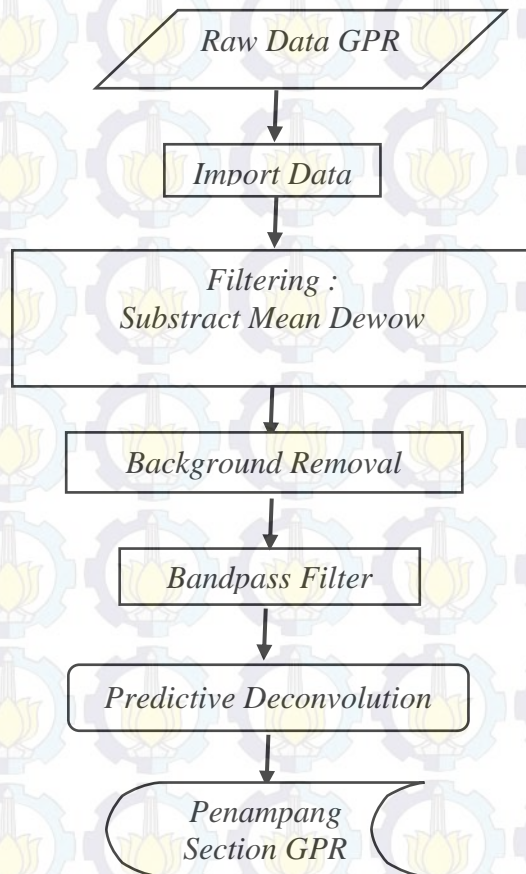 Raw Data GPR
Import Data
Filtering :
Substract Mean Dewow
Background Removal
Bandpass Filter
Predictive Deconvolution
Penampang
Section GPR